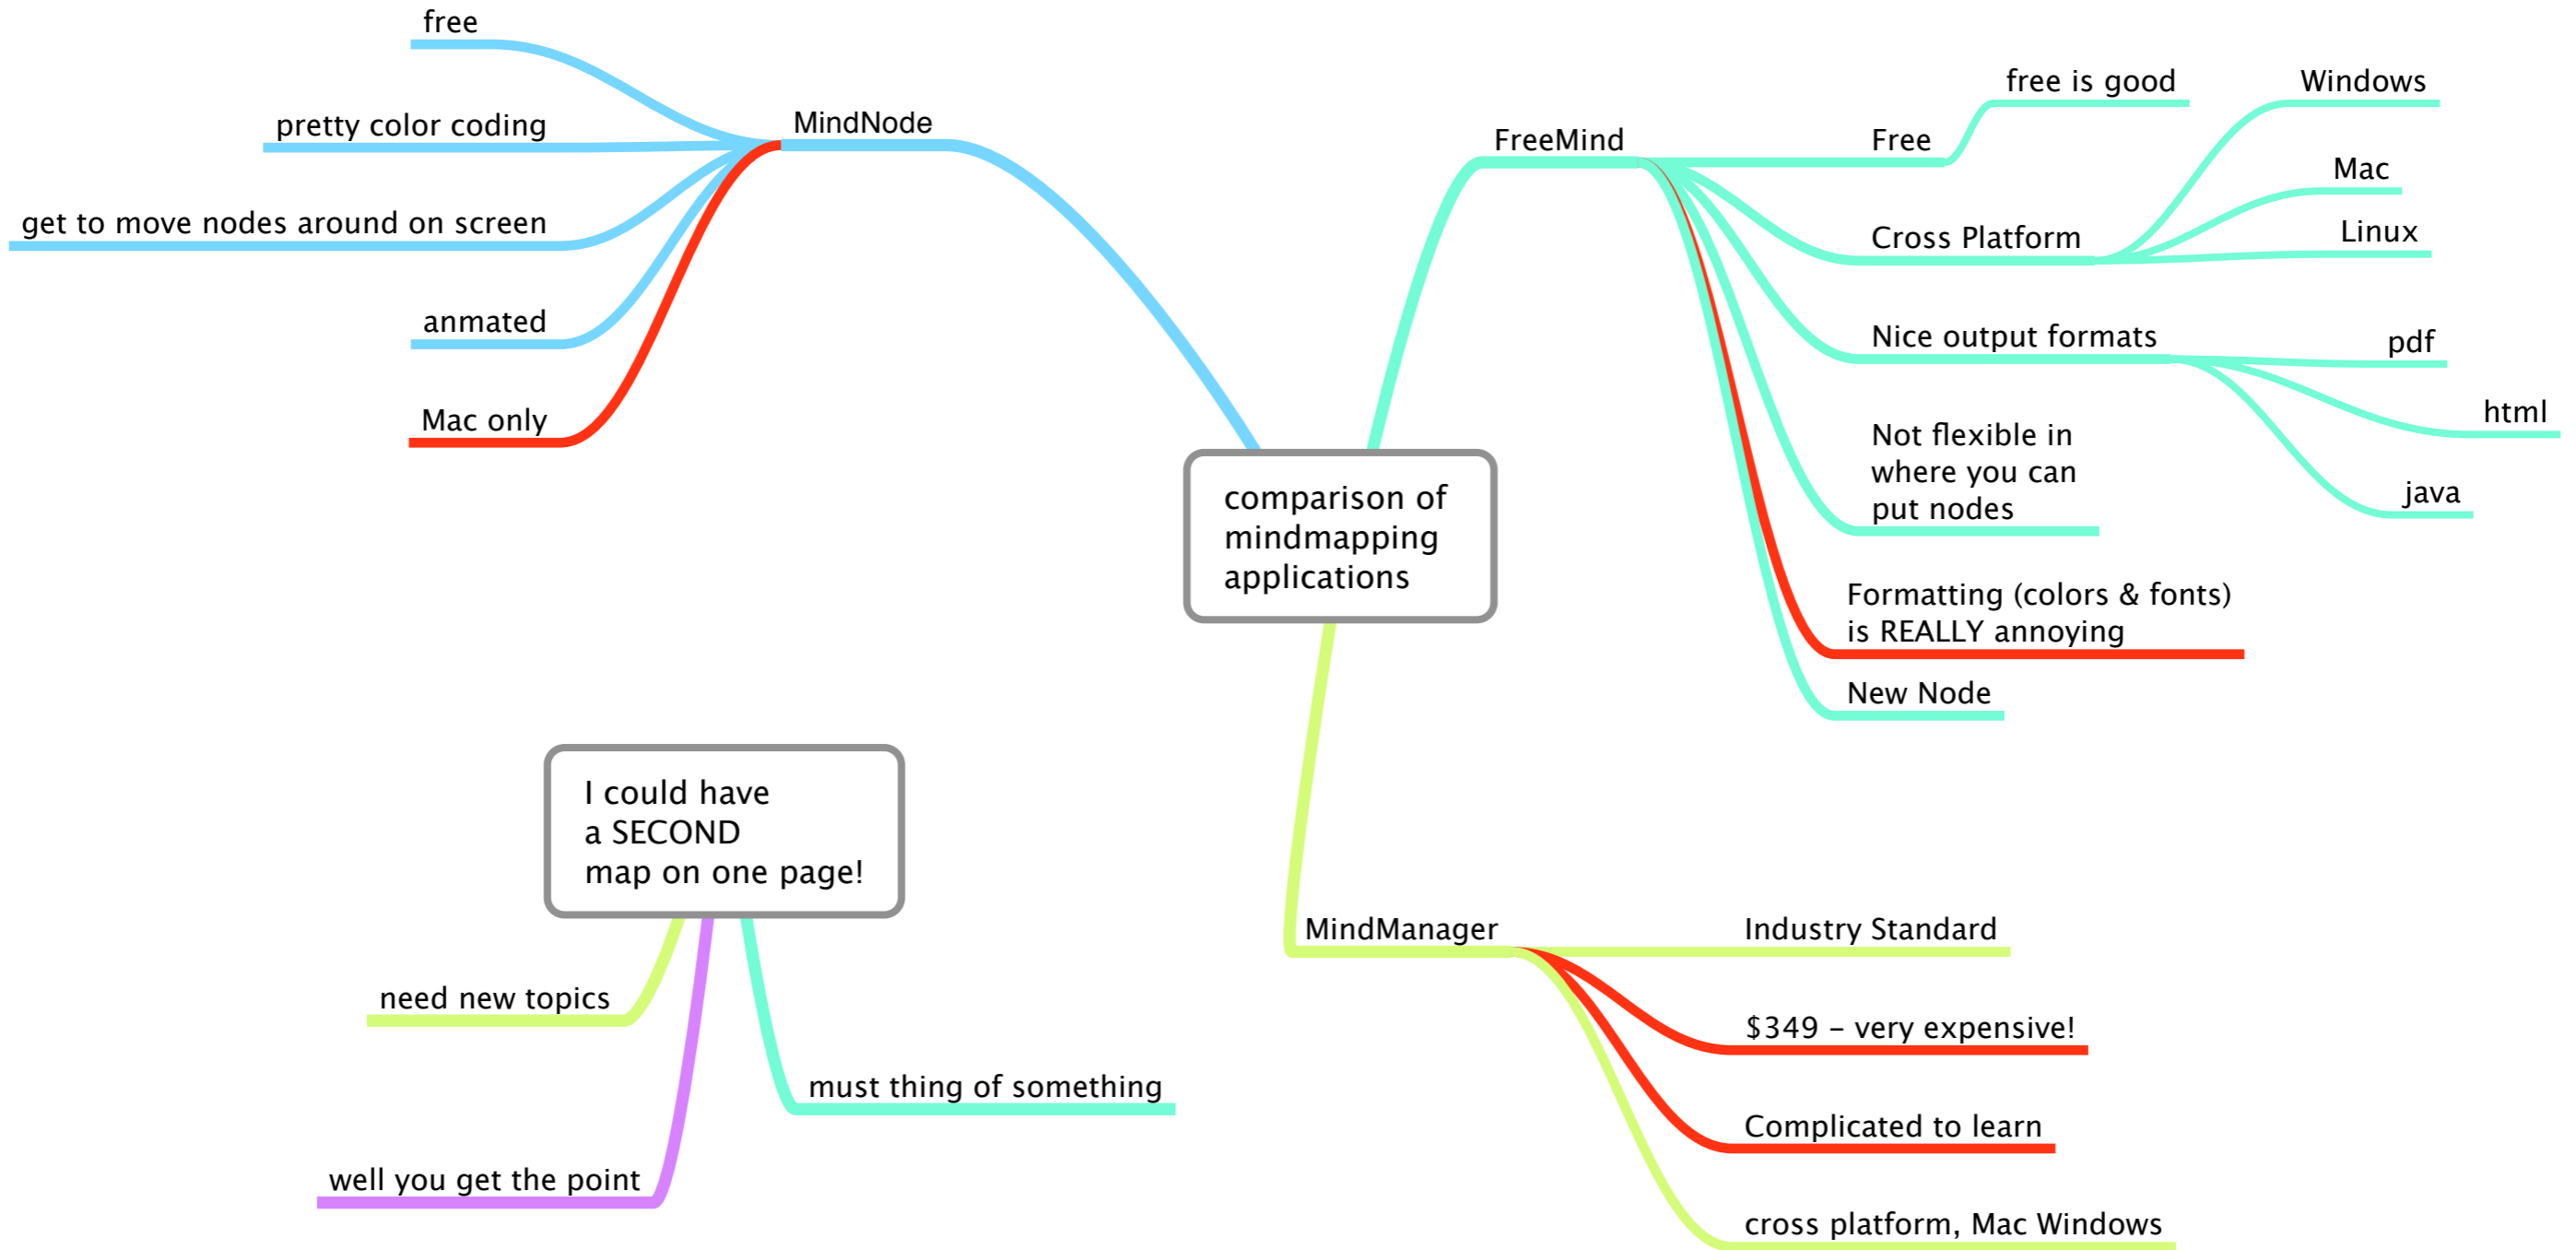 free
pretty color coding
get to move nodes around on screen
anmated
Mac only
MindNode
comparison of
mindmapping
applications
FreeMind
Free
free is good
Cross Platform
Windows
Mac
Linux
Nice output formats
pdf
html
java
Not flexible in
where you can
put nodes
Formatting (colors & fonts)
is REALLY annoying
New Node
MindManager
Industry Standard
$349 – very expensive!
Complicated to learn
cross platform, Mac Windows
I could have
a SECOND
map on one page!
need new topics
must thing of something
well you get the point